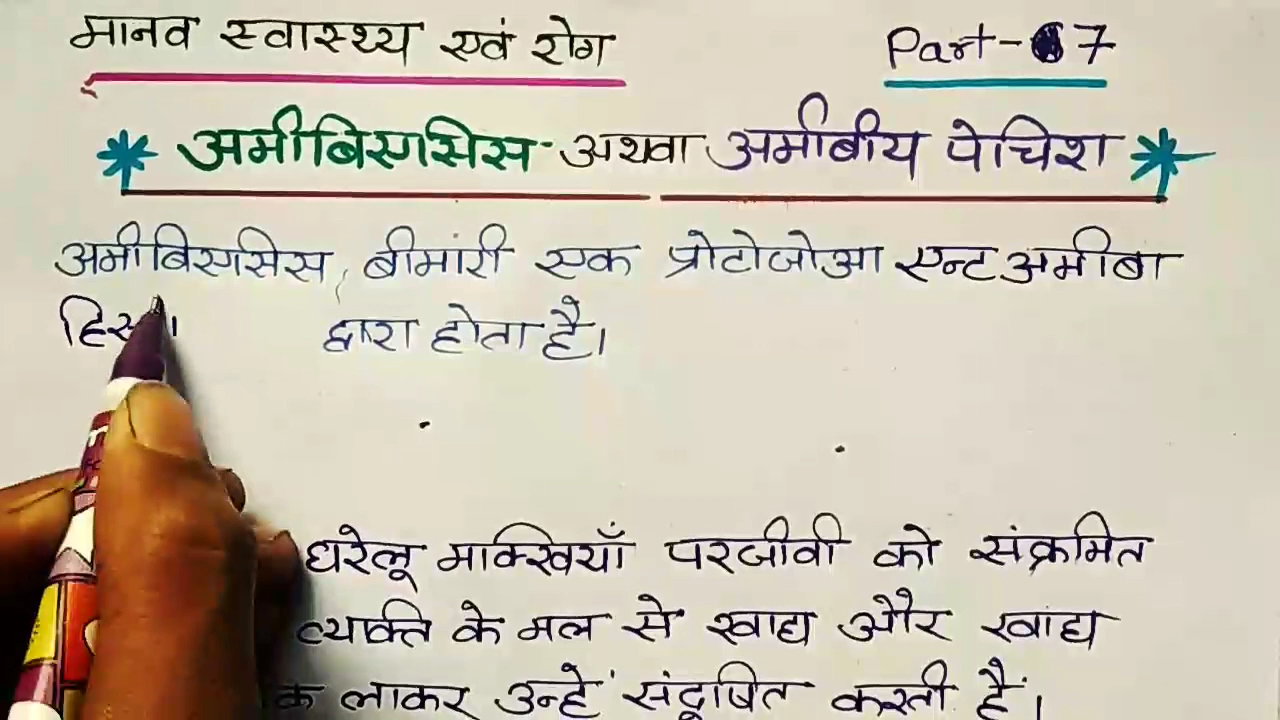 मानव स्वास्थ्य एवं रोग
Part-67
* अमीबिएसिस अथवा अमीबीय पेचिश *
अमीबिएसिस, बीमारी एक प्रोटोजोआ एन्टअमीबा
द्वारा होता है।
घरेलू मक्खियाँ परजीवी को संक्रमित
व्यक्ति के मल से खाद्य और खाद्य
लाकर उन्हें संदूषित करती हैं।